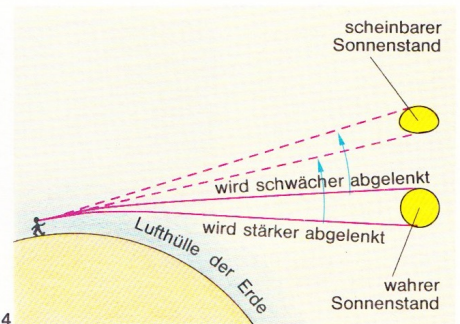 scheinbarer
Sonnenstand
wird schwächer abgelenkt
wird stärker abgelenkt
Lufthülle der Erde
wahrer
Sonnenstand
4